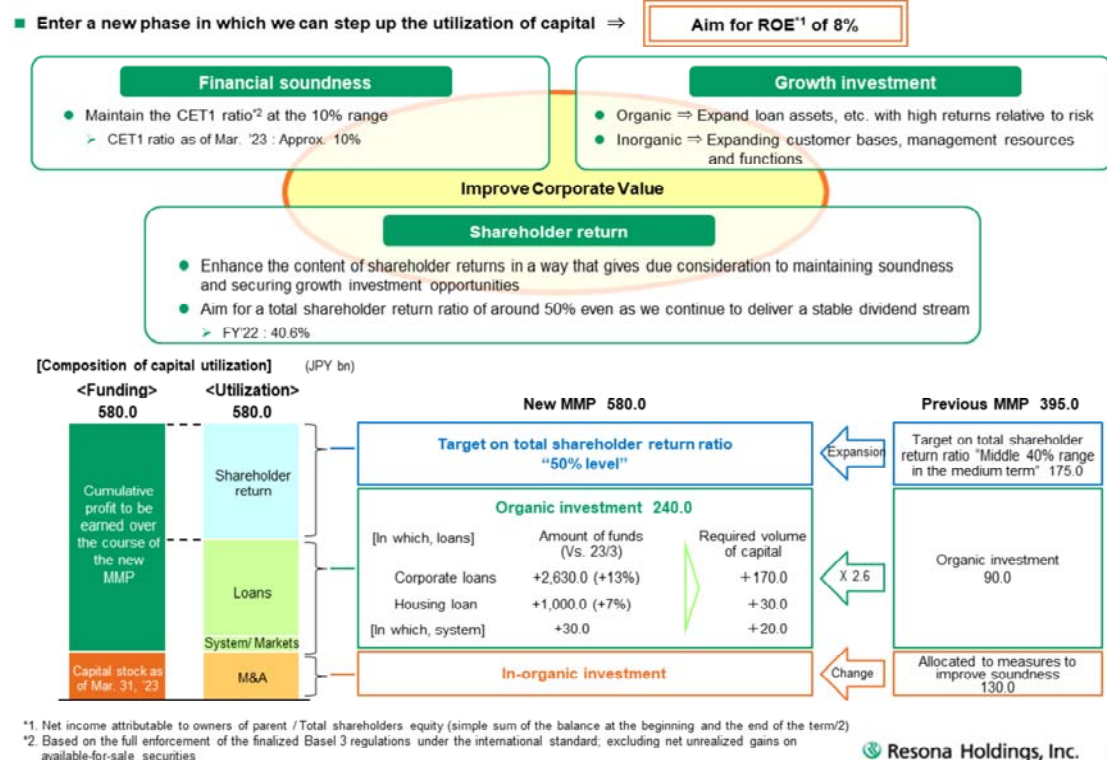 Enter a new phase in which we can step up the utilization of capital ⇒ Aim for ROE*1 of 8%
Financial soundness
Maintain the CET1 ratio*2 at the 10% range
CET1 ratio as of Mar. '23 : Approx. 10%
Growth investment
Organic ⇒ Expand loan assets, etc. with high returns relative to risk
Inorganic ⇒ Expanding customer bases, management resources
and functions
Improve Corporate Value
Shareholder return
Enhance the content of shareholder returns in a way that gives due consideration to maintaining soundness
and securing growth investment opportunities
Aim for a total shareholder return ratio of around 50% even as we continue to deliver a stable dividend stream
FY'22 : 40.6%
[Composition of capital utilization] (JPY bn)
<Funding>
580.0
<Utilization>
580.0
New MMP 580.0
Previous MMP 395.0
Cumulative
profit to be
earned over
the course of
the new
MMP
Capital stock as
of Mar. 31, '23
Shareholder
return
Loans
System/ Markets
M&A
Target on total shareholder return ratio
“50% level”
Expansion
Target on total shareholder
return ratio “Middle 40% range
in the medium term” 175.0
Organic investment 240.0
[In which, loans] Amount of funds Required volume
(Vs. 23/3) of capital
Corporate loans +2,630.0 (+13%) +170.0
Housing loan +1,000.0 (+7%) +30.0
[In which, system] +30.0 +20.0
X 2.6
Organic investment
90.0
In-organic investment
Change
Allocated to measures to
improve soundness
130.0
*1. Net income attributable to owners of parent / Total shareholders equity (simple sum of the balance at the beginning and the end of the term/2)
*2. Based on the full enforcement of the finalized Basel 3 regulations under the international standard; excluding net unrealized gains on
available-for-sale securities
Resona Holdings, Inc.